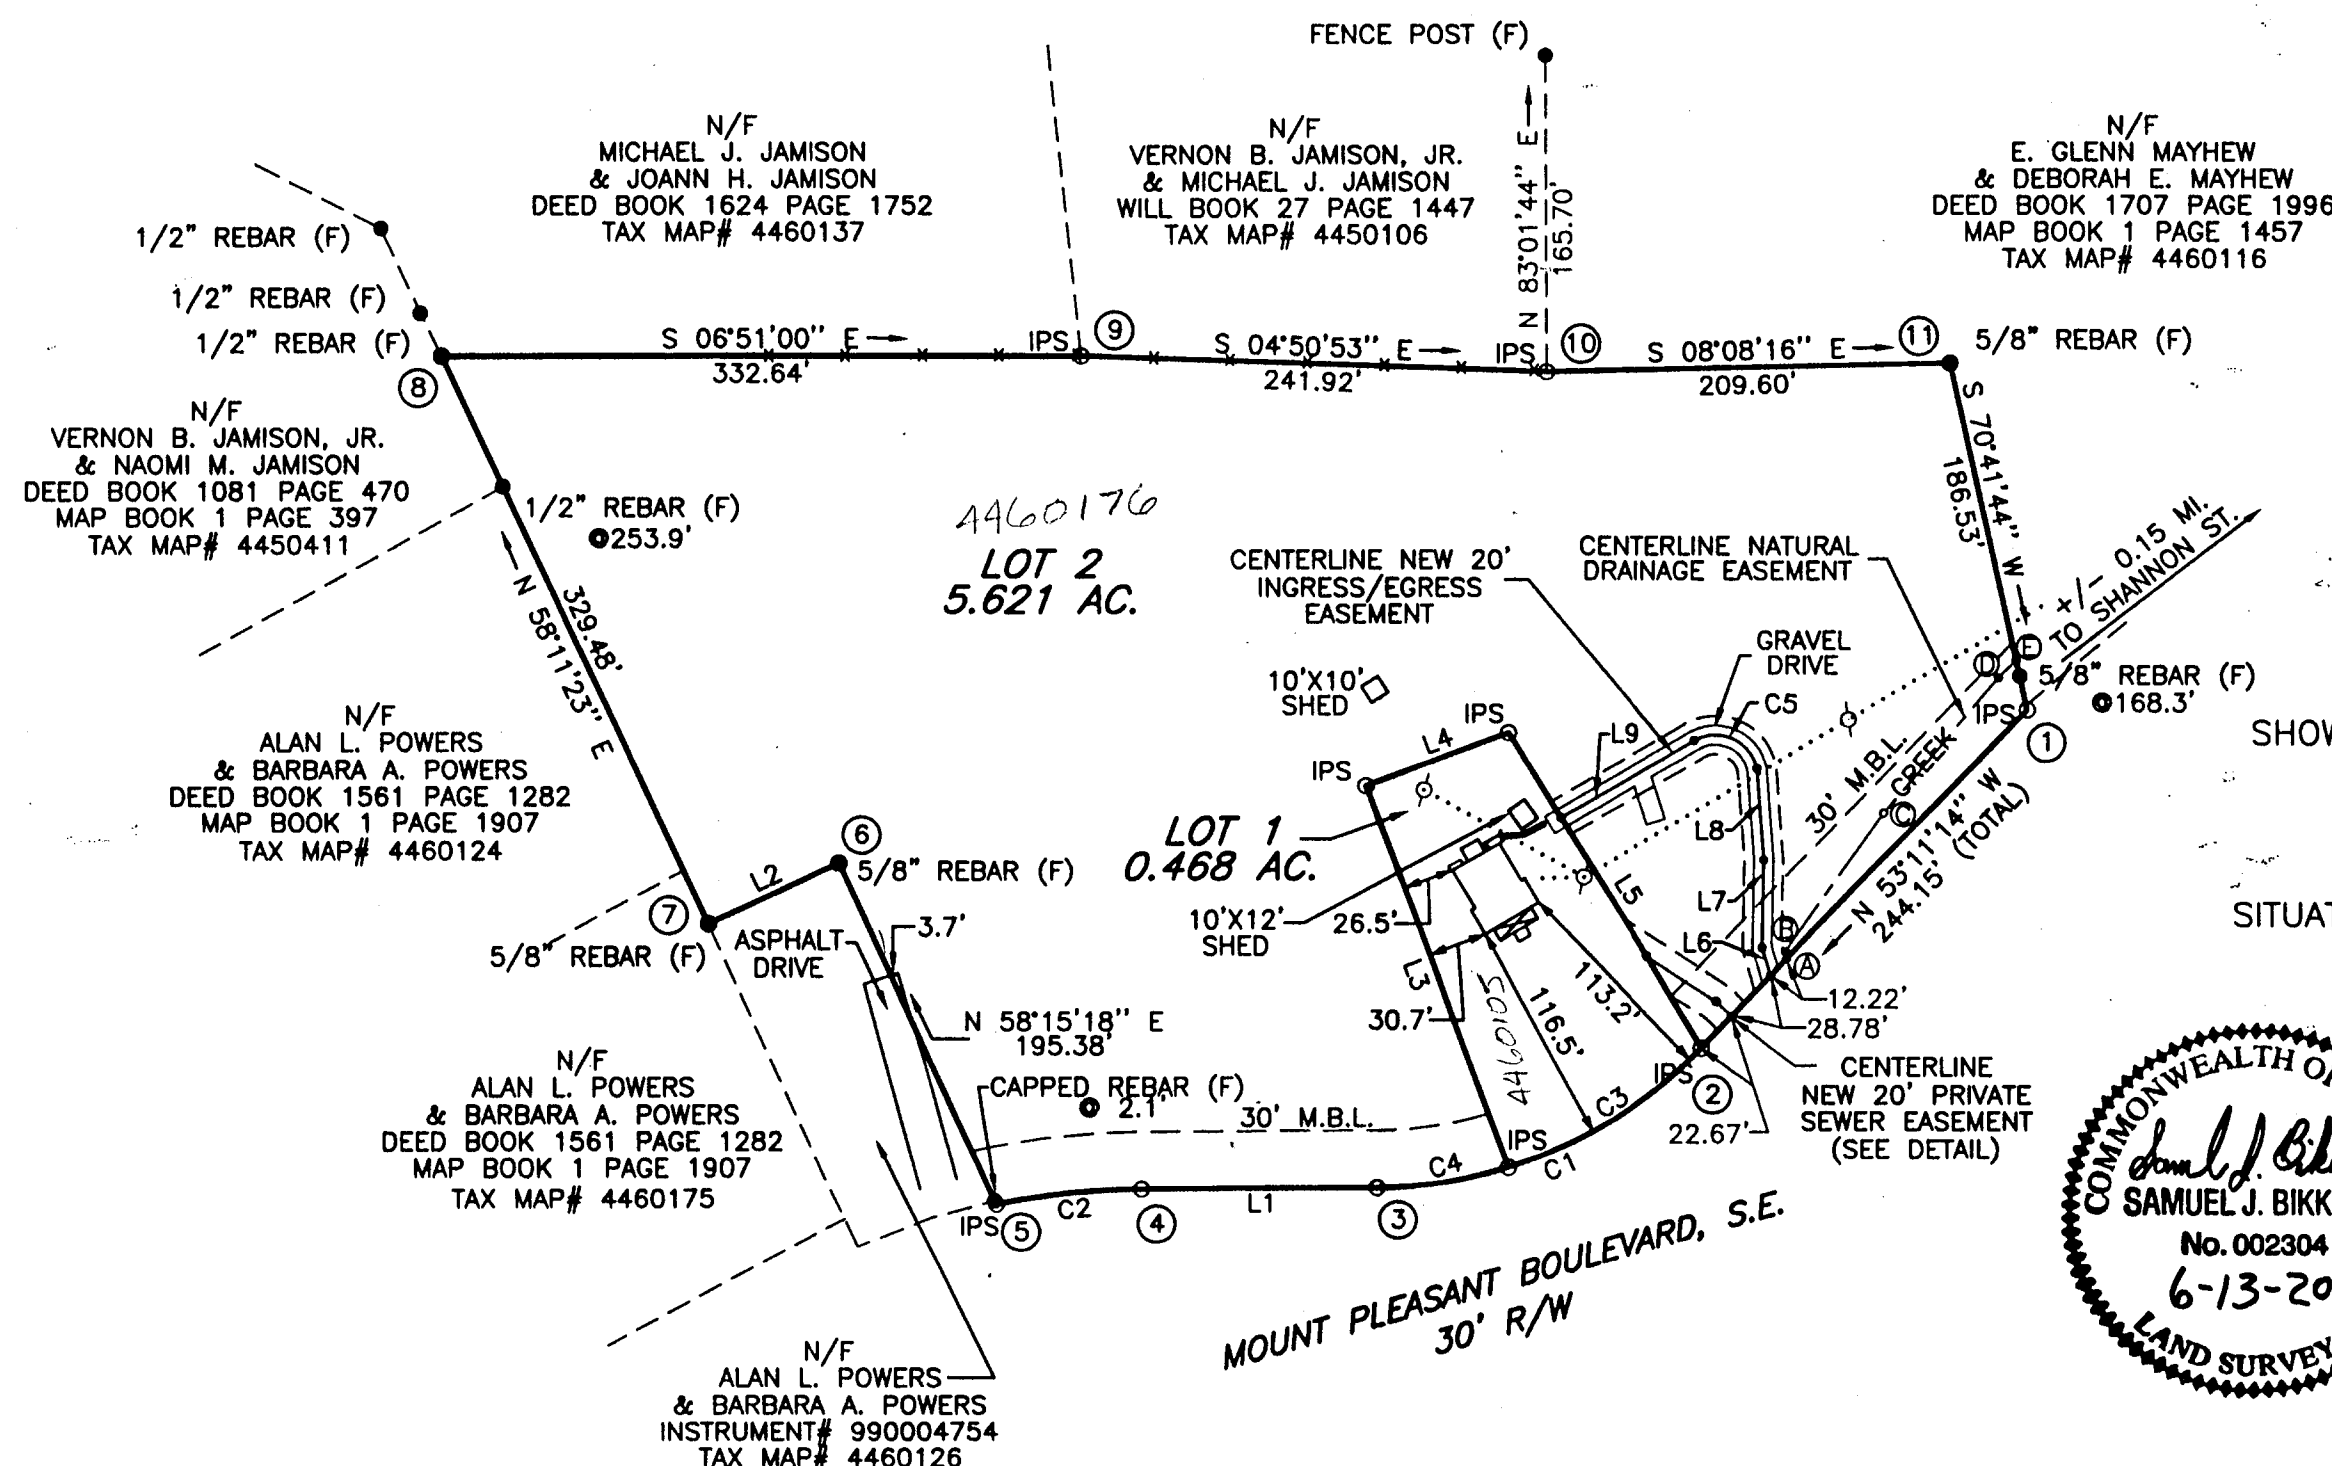 FENCE POST (F)
N 83°01'44" E
165.70'
N/F
MICHAEL J. JAMISON
& JOANN H. JAMISON
DEED BOOK 1624 PAGE 1752
TAX MAP# 4460137
N/F
VERNON B. JAMISON, JR.
& MICHAEL J. JAMISON
WILL BOOK 27 PAGE 1447
TAX MAP# 4450106
N/F
E. GLENN MAYHEW
& DEBORAH E. MAYHEW
DEED BOOK 1707 PAGE 1996
MAP BOOK 1 PAGE 1457
TAX MAP# 4460116
1/2" REBAR (F)
1/2" REBAR (F)
1/2" REBAR (F)
8
S 06°51'00" E
332.64'
IPS
9
S 04°50'53" E
241.92'
IPS
10
S 08°08'16" E
209.60'
11
5/8" REBAR (F)
N/F
VERNON B. JAMISON, JR.
& NAOMI M. JAMISON
DEED BOOK 1081 PAGE 470
MAP BOOK 1 PAGE 397
TAX MAP# 4450411
1/2" REBAR (F)
253.9'
329.48'
N 58°11'23" E
4460176
LOT 2
5.621 AC.
CENTERLINE NEW 20'
INGRESS/EGRESS
EASEMENT
CENTERLINE NATURAL
DRAINAGE EASEMENT
S 70°41'44" W
186.53'
+/- 0.15 MI.
TO SHANNON ST.
GRAVEL
DRIVE
10'X10'
SHED
C5
L9
D
E
5/8" REBAR (F)
168.3'
IPS
1
SHOW
30' M.B.L.
CREEK
C
N 53°11'14" W
244.15' (TOTAL)
IPS
L4
IPS
LOT 1
0.468 AC.
L8
L7
L6
L5
B
A
12.22'
28.78'
SITUAT
N/F
ALAN L. POWERS
& BARBARA A. POWERS
DEED BOOK 1561 PAGE 1282
MAP BOOK 1 PAGE 1907
TAX MAP# 4460124
6
5/8" REBAR (F)
L2
7
5/8" REBAR (F)
ASPHALT
DRIVE
3.7'
10'X12'
SHED
26.5'
30.7'
L3
4460105
116.5'
113.2'
N 58°15'18" E
195.38'
CAPPED REBAR (F)
2.1'
30' M.B.L.
IPS
2
22.67'
CENTERLINE
NEW 20' PRIVATE
SEWER EASEMENT
(SEE DETAIL)
C3
IPS
C1
C4
3
L1
4
C2
IPS
5
MOUNT PLEASANT BOULEVARD, S.E.
30' R/W
N/F
ALAN L. POWERS
& BARBARA A. POWERS
DEED BOOK 1561 PAGE 1282
MAP BOOK 1 PAGE 1907
TAX MAP# 4460175
N/F
ALAN L. POWERS
& BARBARA A. POWERS
INSTRUMENT# 990004754
TAX MAP# 4460126
COMMONWEALTH O
SAMUEL J. BIKK
No. 002304
6-13-20
LAND SURVEY